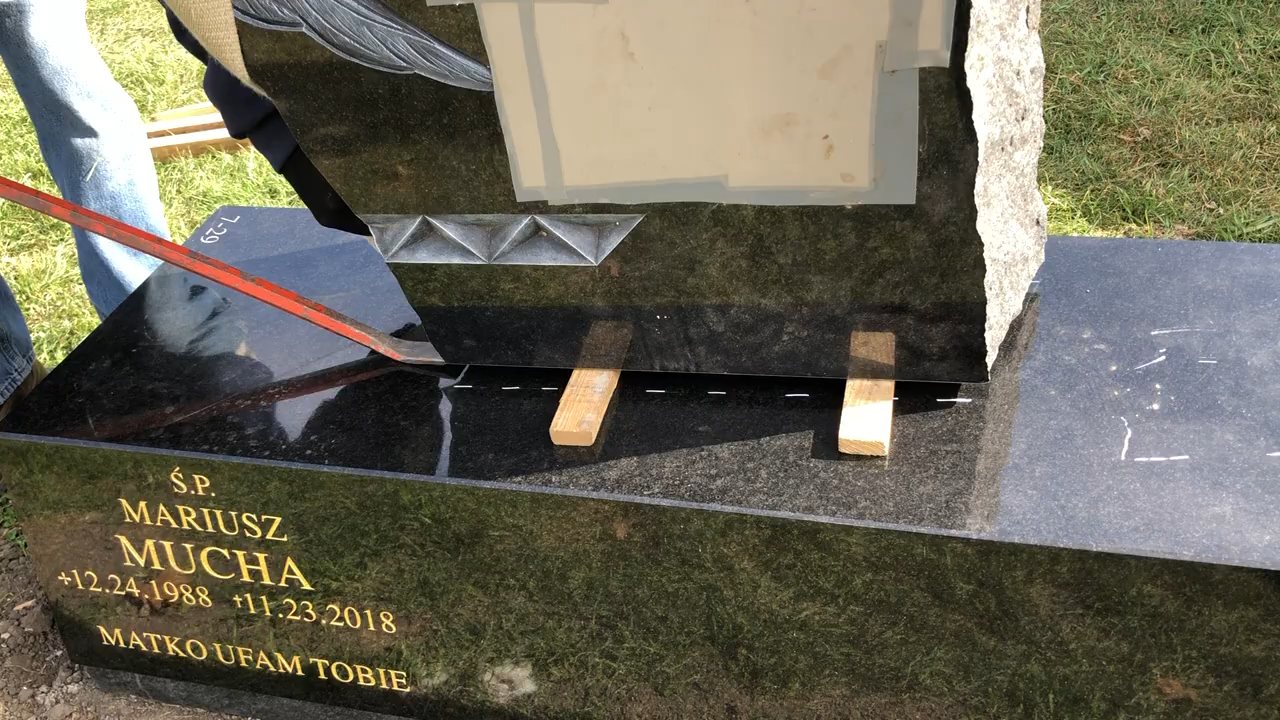 7-29
Ś.P.
MARIUSZ
MUCHA
+12.24.1988 †11.23.2018
MATKO UFAM TOBIE